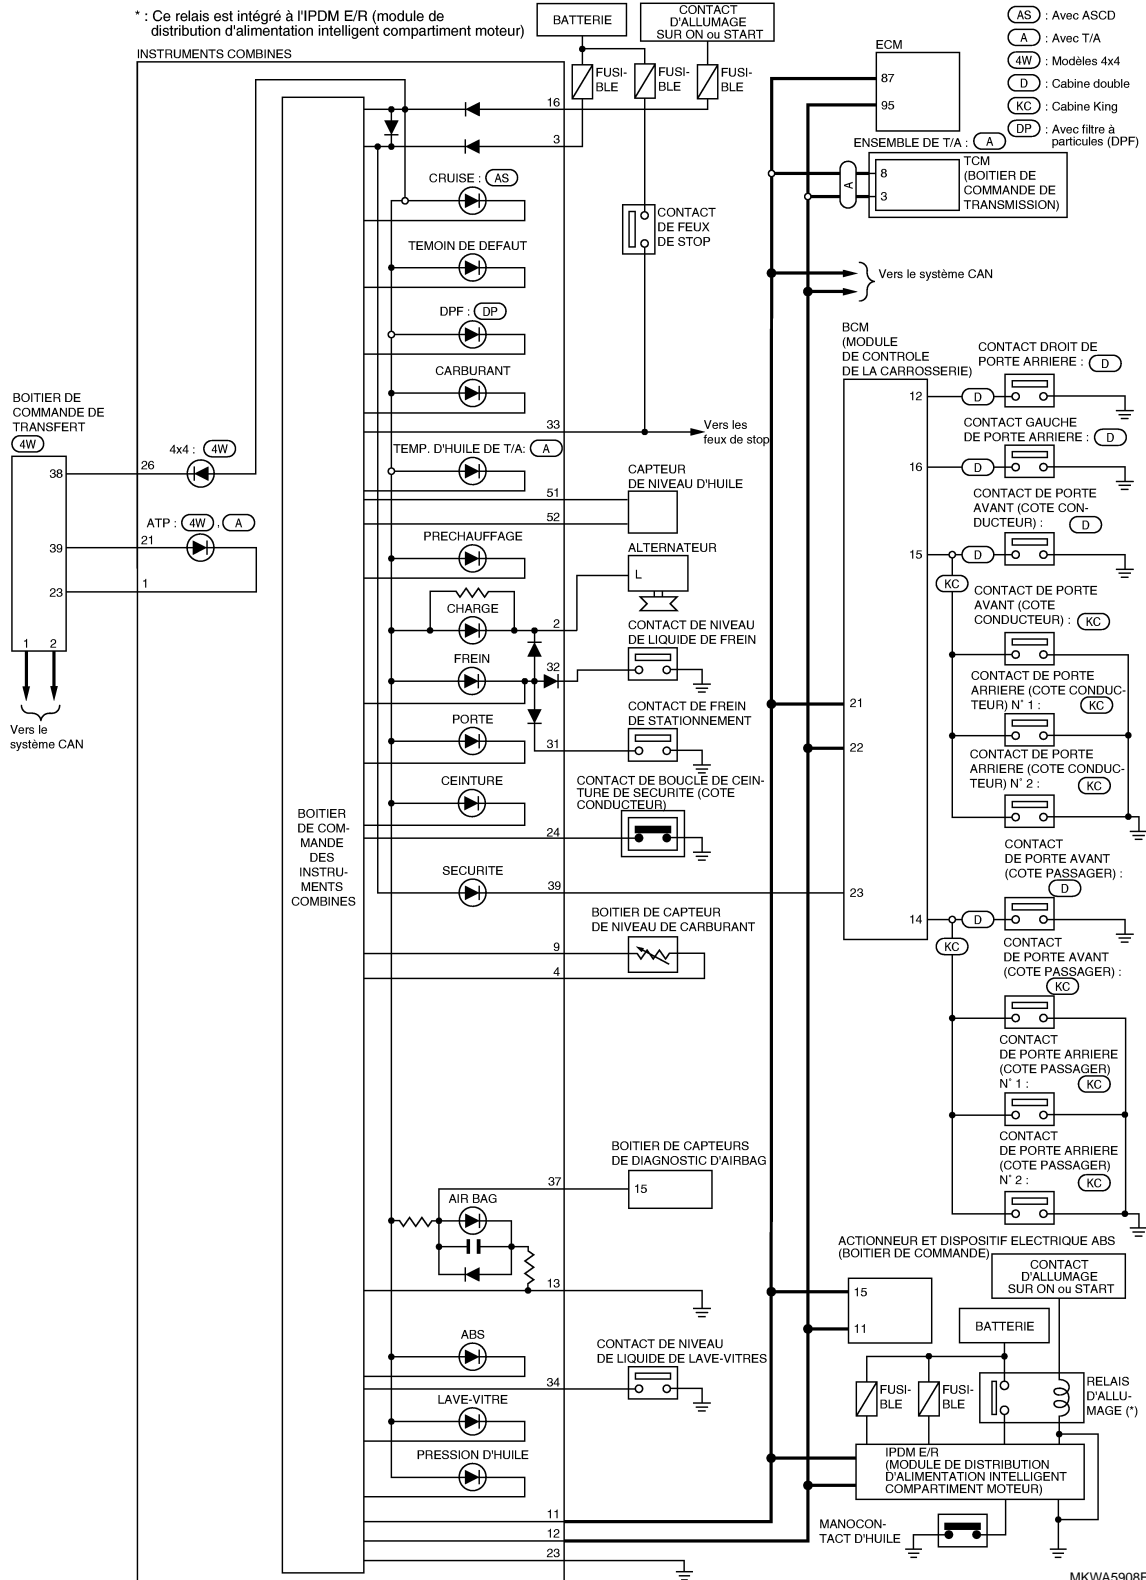 * : Ce relais est intégré à l'IPDM E/R (module de
distribution d'alimentation intelligent compartiment moteur)
INSTRUMENTS COMBINES
BATTERIE
CONTACT
D'ALLUMAGE
SUR ON ou START
AS : Avec ASCD
A : Avec T/A
4W : Modèles 4x4
D : Cabine double
KC : Cabine King
DP : Avec filtre à
particules (DPF)
FUSI-
BLE
FUSI-
BLE
FUSI-
BLE
16
3
ECM
87
95
ENSEMBLE DE T/A : A
A
8
3
TCM
(BOITIER DE
COMMANDE DE
TRANSMISSION)
CRUISE : AS
CONTACT
DE FEUX
DE STOP
TEMOIN DE DEFAUT
Vers le système CAN
DPF : DP
CARBURANT
33
Vers les
feux de stop
TEMP. D'HUILE DE T/A: A
BOITIER DE
COMMANDE DE
TRANSFERT
4W
38
39
23
1 2
Vers le
système CAN
26
4x4 : 4W
ATP : 4W , A
21
1
51
52
CAPTEUR
DE NIVEAU D'HUILE
PRECHAUFFAGE
ALTERNATEUR
L
CHARGE
2
CONTACT DE NIVEAU
DE LIQUIDE DE FREIN
FREIN
32
CONTACT DE FREIN
DE STATIONNEMENT
PORTE
31
CONTACT DE BOUCLE DE CEIN-
TURE DE SECURITE (COTE
CONDUCTEUR)
CEINTURE
24
BOITIER
DE COM-
MANDE
DES
INSTRU-
MENTS
COMBINES
SECURITE
39
BOITIER DE CAPTEUR
DE NIVEAU DE CARBURANT
9
4
BCM
(MODULE
DE CONTROLE
DE LA CARROSSERIE)
12
16
15
21
22
23
14
CONTACT DROIT DE
PORTE ARRIERE : D
D
CONTACT GAUCHE
DE PORTE ARRIERE : D
D
CONTACT DE PORTE
AVANT (COTE CON-
DUCTEUR) : D
D
KC
CONTACT DE PORTE
AVANT (COTE
CONDUCTEUR) : KC
CONTACT DE PORTE
ARRIERE (COTE CONDUC-
TEUR) N° 1 : KC
CONTACT DE PORTE
ARRIERE (COTE CONDUC-
TEUR) N° 2 : KC
CONTACT
DE PORTE AVANT
(COTE PASSAGER) :
D
D
KC
CONTACT
DE PORTE AVANT
(COTE PASSAGER) :
KC
CONTACT
DE PORTE ARRIERE
(COTE PASSAGER)
N° 1 : KC
CONTACT
DE PORTE ARRIERE
(COTE PASSAGER)
N° 2 : KC
BOITIER DE CAPTEURS
DE DIAGNOSTIC D'AIRBAG
37
15
AIR BAG
13
ABS
CONTACT DE NIVEAU
DE LIQUIDE DE LAVE-VITRES
34
LAVE-VITRE
PRESSION D'HUILE
11
12
23
ACTIONNEUR ET DISPOSITIF ELECTRIQUE ABS
(BOITIER DE COMMANDE)
15
11
CONTACT
D'ALLUMAGE
SUR ON ou START
BATTERIE
FUSI-
BLE
FUSI-
BLE
RELAIS
D'ALLU-
MAGE (*)
IPDM E/R
(MODULE DE DISTRIBUTION
D'ALIMENTATION INTELLIGENT
COMPARTIMENT MOTEUR)
MANOCON-
TACT D'HUILE
MKWA5908E